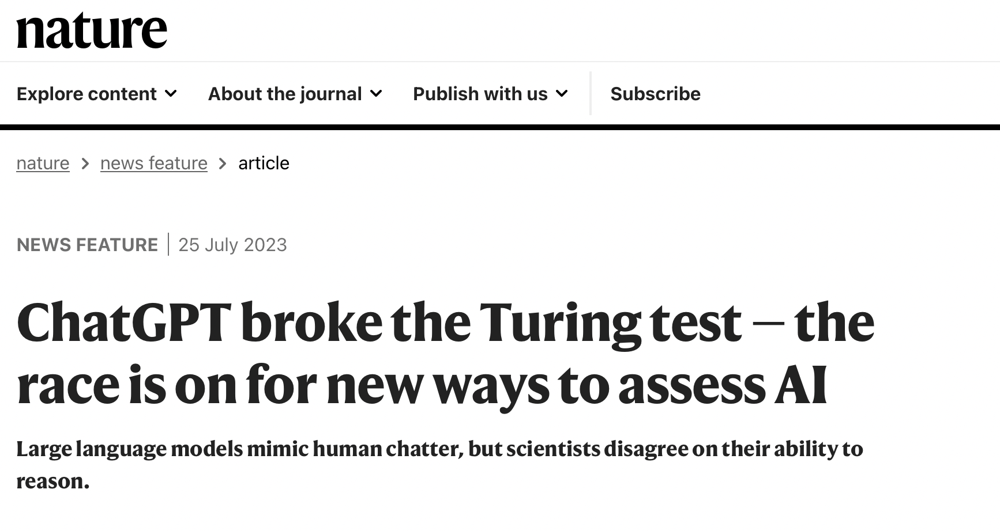 nature
Explore content About the journal Publish with us Subscribe
nature > news feature > article
NEWS FEATURE | 25 July 2023
ChatGPT broke the Turing test — the
race is on for new ways to assess AI
Large language models mimic human chatter, but scientists disagree on their ability to
reason.